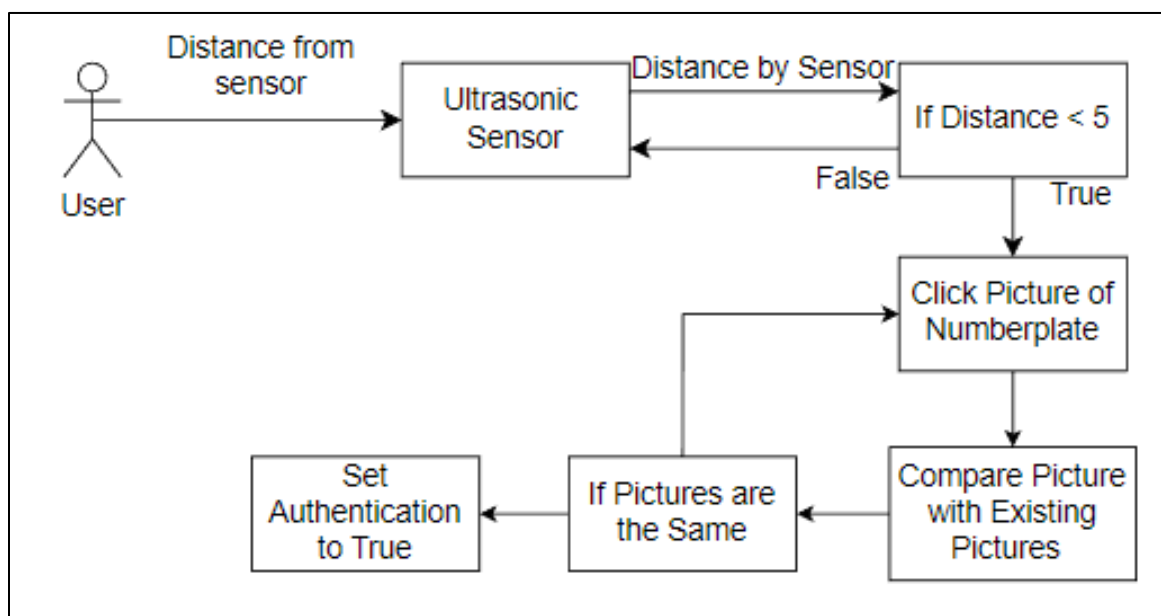 Distance from
sensor
User
Ultrasonic
Sensor
Distance by Sensor
False
If Distance < 5
True
Click Picture of
Numberplate
Compare Picture
with Existing
Pictures
If Pictures are
the Same
Set
Authentication
to True